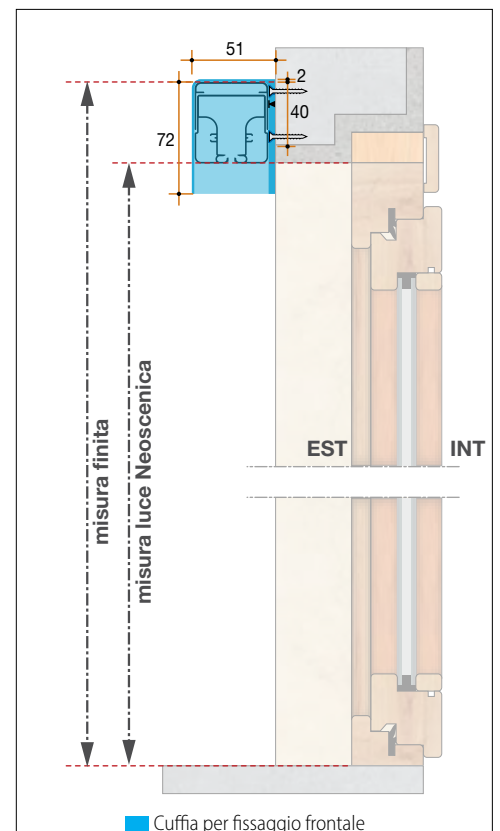 51
2
40
72
misura finita
misura luce Neoscenica
EST
INT
Cuffia per fissaggio frontale